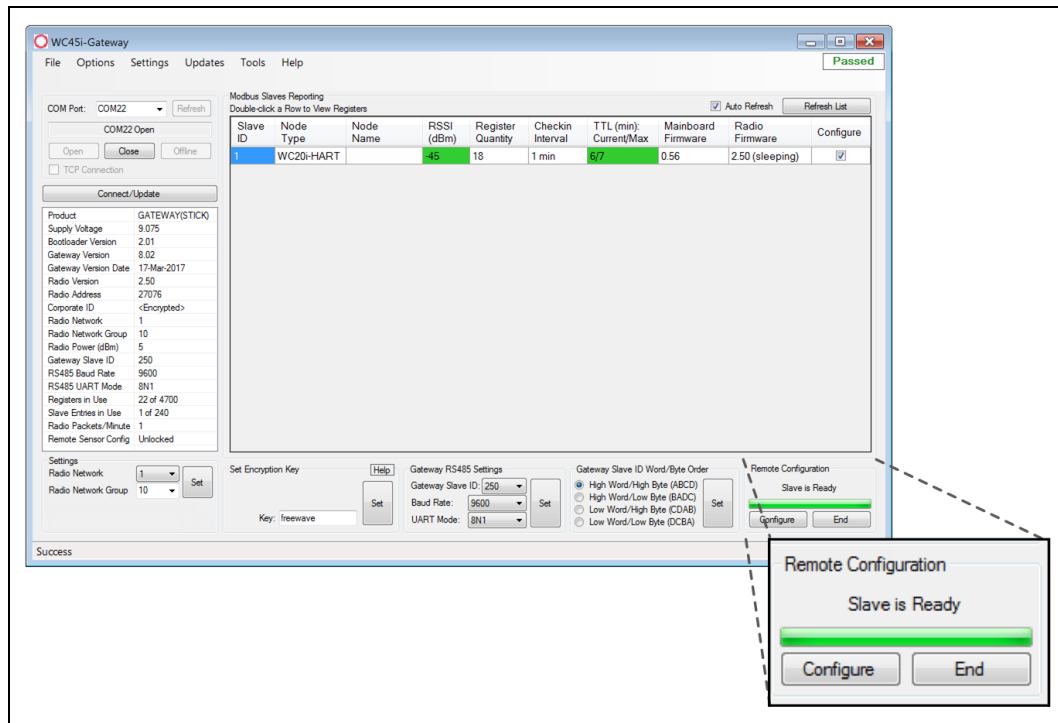 WC45i-Gateway
File Options Settings Updates Tools Help
Passed
COM Port: COM22 Refresh
COM22 Open
Open Close Offline
TCP Connection
Connect/Update
Product GATEWAY(STICK)
Supply Voltage 9.075
Bootloader Version 2.01
Gateway Version 8.02
Gateway Version Date 17-Mar-2017
Radio Version 2.50
Radio Address 27076
Corporate ID <Encrypted>
Radio Network 1
Radio Network Group 10
Radio Power (dBm) 5
Gateway Slave ID 250
RS485 Baud Rate 9600
RS485 UART Mode 8N1
Registers in Use 22 of 4700
Slave Entries in Use 1 of 240
Radio Packets/Minute 1
Remote Sensor Config Unlocked
Modbus Slaves Reporting
Double-click a Row to View Registers
Auto Refresh Refresh List
Slave ID Node Type Node Name RSSI (dBm) Register Quantity Checkin Interval TTL (min): Current/Max Mainboard Firmware Radio Firmware Configure
1 WC20i-HART -45 18 1 min 6/7 0.56 2.50 (sleeping)
Settings
Radio Network 1
Radio Network Group 10
Set
Set Encryption Key Help
Key: freewave
Set
Gateway RS485 Settings
Gateway Slave ID: 250
Baud Rate: 9600
UART Mode: 8N1
Set
Gateway Slave ID Word/Byte Order
High Word/High Byte (ABCD)
High Word/Low Byte (BADC)
Low Word/High Byte (CDAB)
Low Word/Low Byte (DCBA)
Set
Remote Configuration
Slave is Ready
Configure End
Success
Remote Configuration
Slave is Ready
Configure End